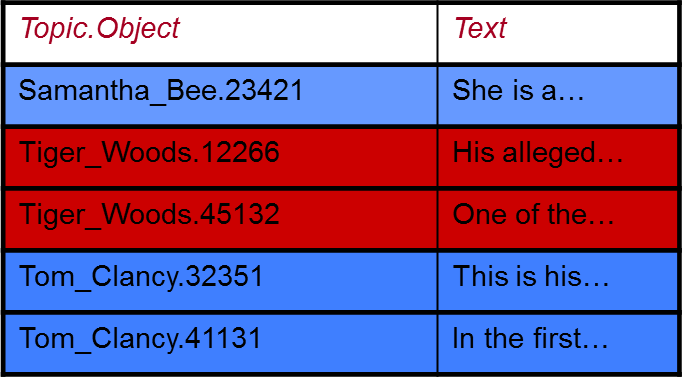 Topic.Object Text
Samantha_Bee.23421 She is a…
Tiger_Woods.12266 His alleged…
Tiger_Woods.45132 One of the…
Tom_Clancy.32351 This is his…
Tom_Clancy.41131 In the first…